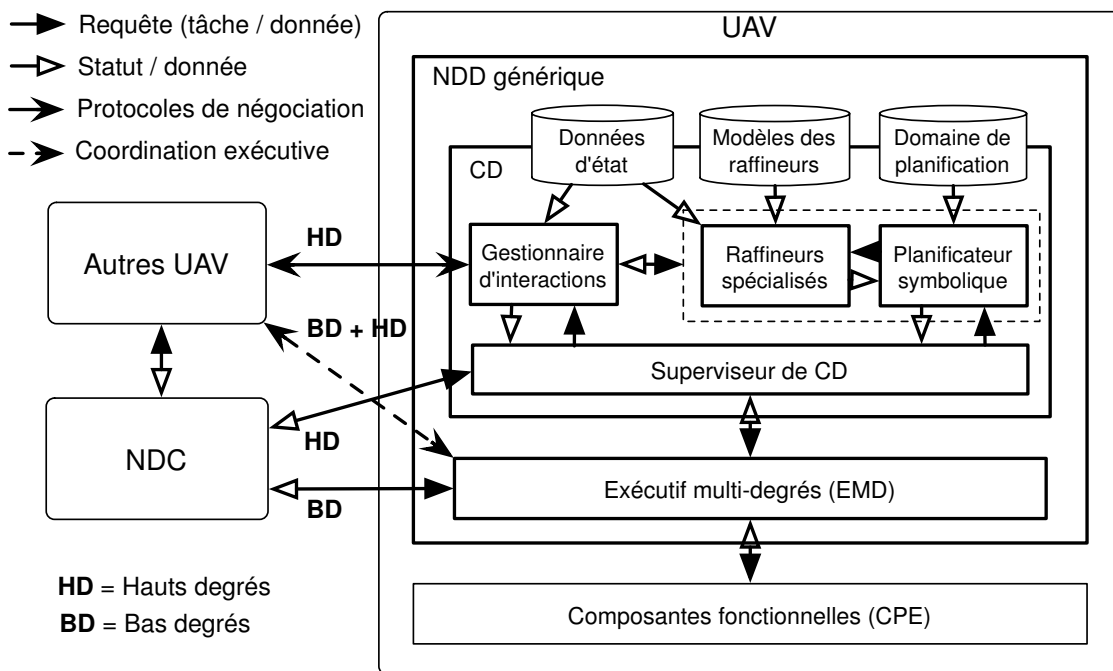 Requête (tâche / donnée)
Statut / donnée
Protocoles de négociation
Coordination exécutive
UAV
NDD générique
Données
d'état
Modèles des
raffineurs
Domaine de
planification
CD
Autres UAV
HD
Gestionnaire
d'interactions
Raffineurs
spécialisés
Planificateur
symbolique
BD + HD
Superviseur de CD
NDC
HD
BD
Exécutif multi-degrés (EMD)
HD = Hauts degrés
BD = Bas degrés
Composantes fonctionnelles (CPE)